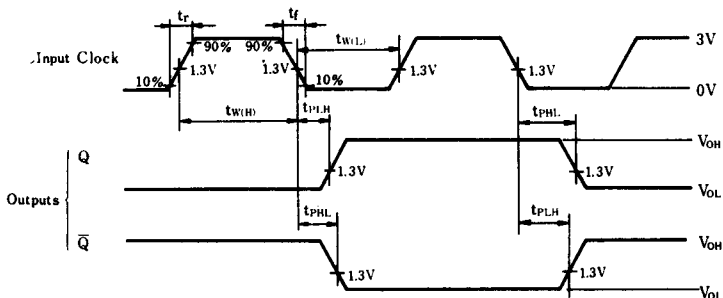 tr
tf
tW(L)
3V
90%
90%
Input Clock
1.3V
1.3V
1.3V
1.3V
10%
10%
0V
tW(H)
tPLH
tPHL
VOH
Q
1.3V
1.3V
VOL
Outputs
tPHL
tPLH
Q̅
VOH
1.3V
1.3V
VOL